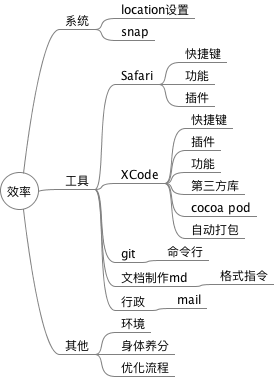 效率
系统
location设置
snap
工具
Safari
快捷键
功能
插件
XCode
快捷键
插件
功能
第三方库
cocoa pod
自动打包
git
命令行
文档制作md
格式指令
行政
mail
其他
环境
身体养分
优化流程